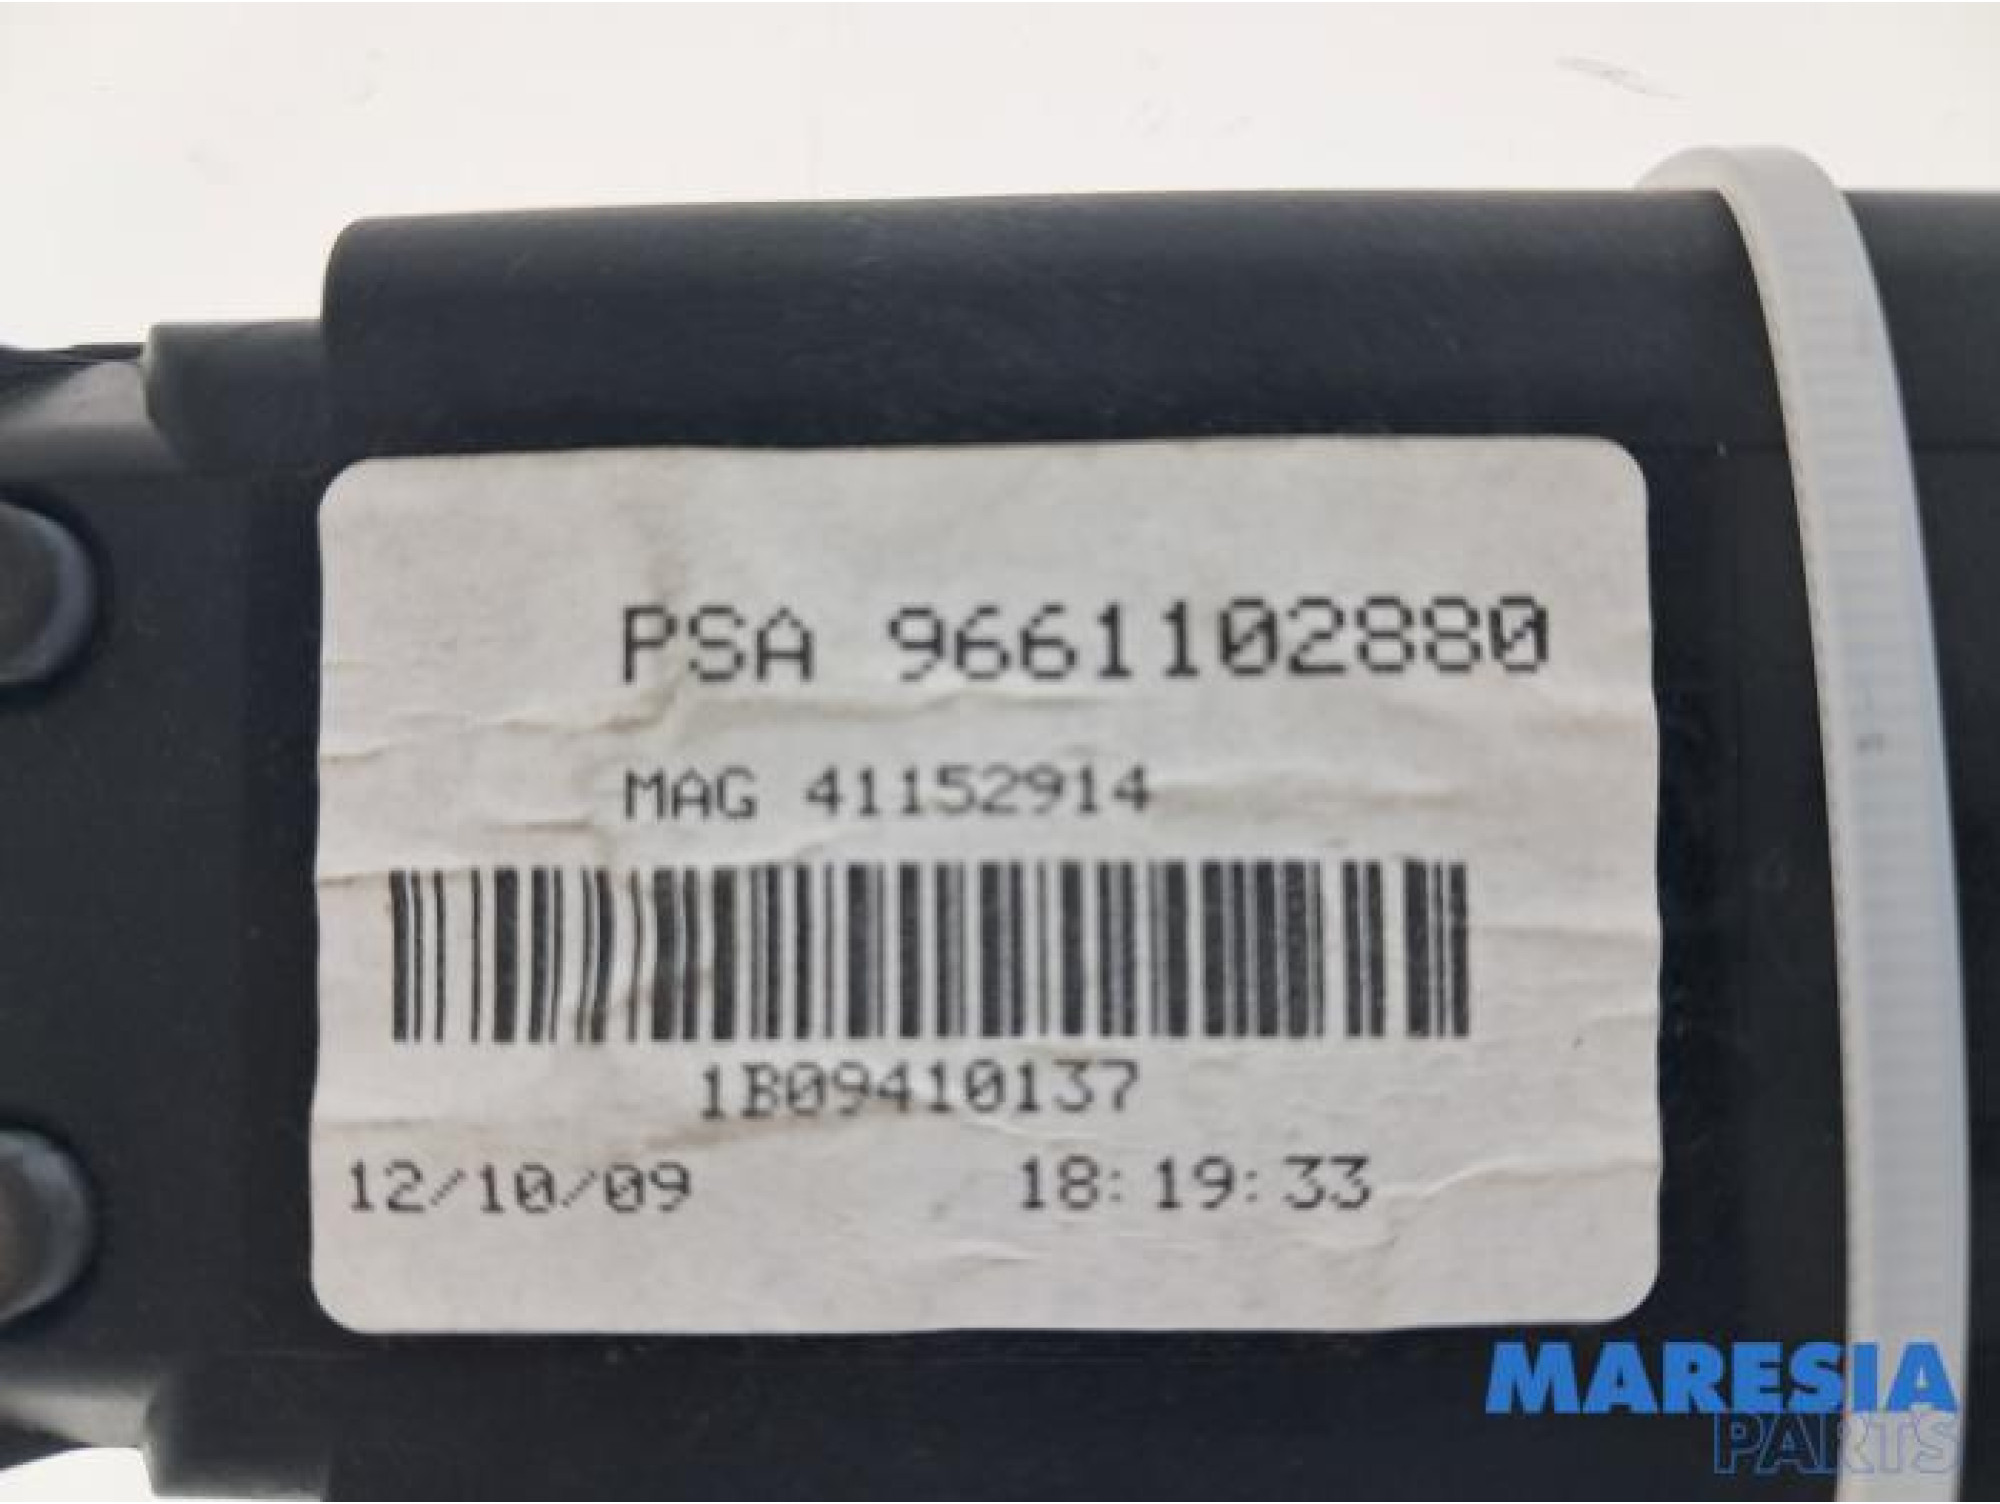 PSA 9661102880
MAG 41152914
1B09410137
12/10/09 18:19:33
MARESIA
PARTS